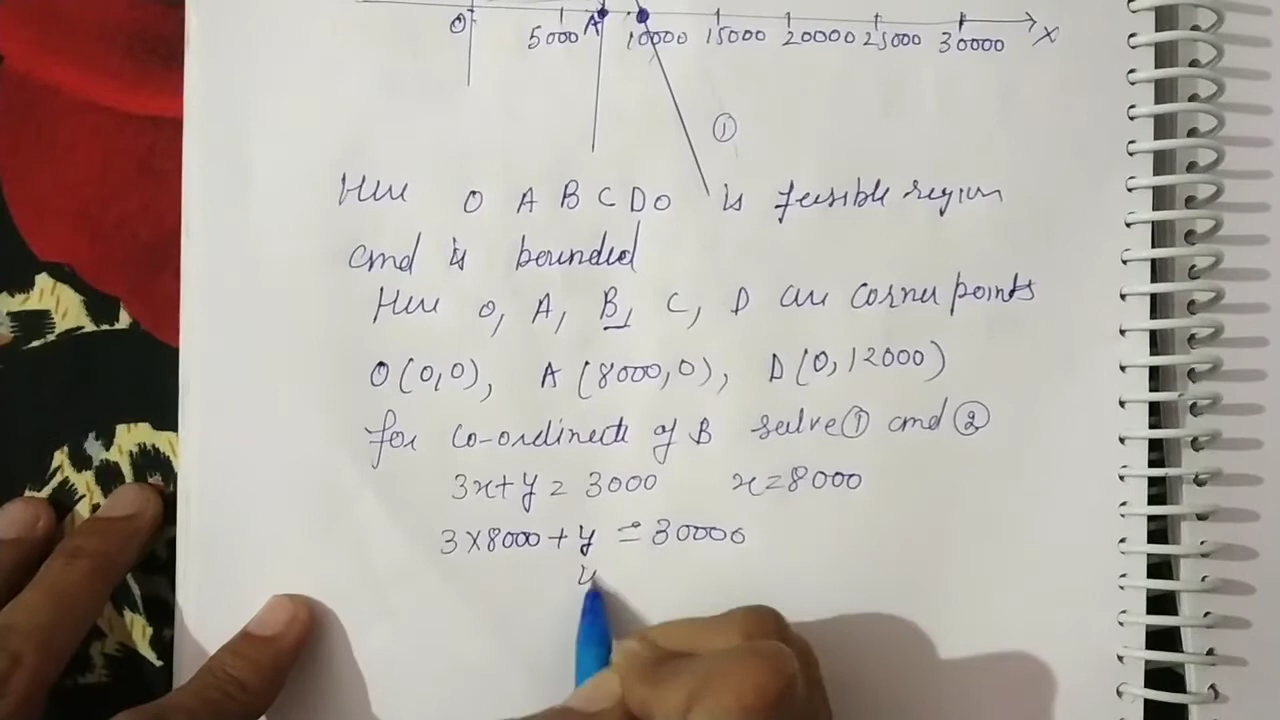 O 5000 A 10000 15000 20000 25000 30000 X
①
Here O A B C D O is feasible region
and is bounded
Here O, A, B, C, D are corner points
O(0,0), A(8000,0), D(0,12000)
for co-ordinate of B solve ① and ②
3x+y = 3000 x=8000
3×8000+y = 30000
y